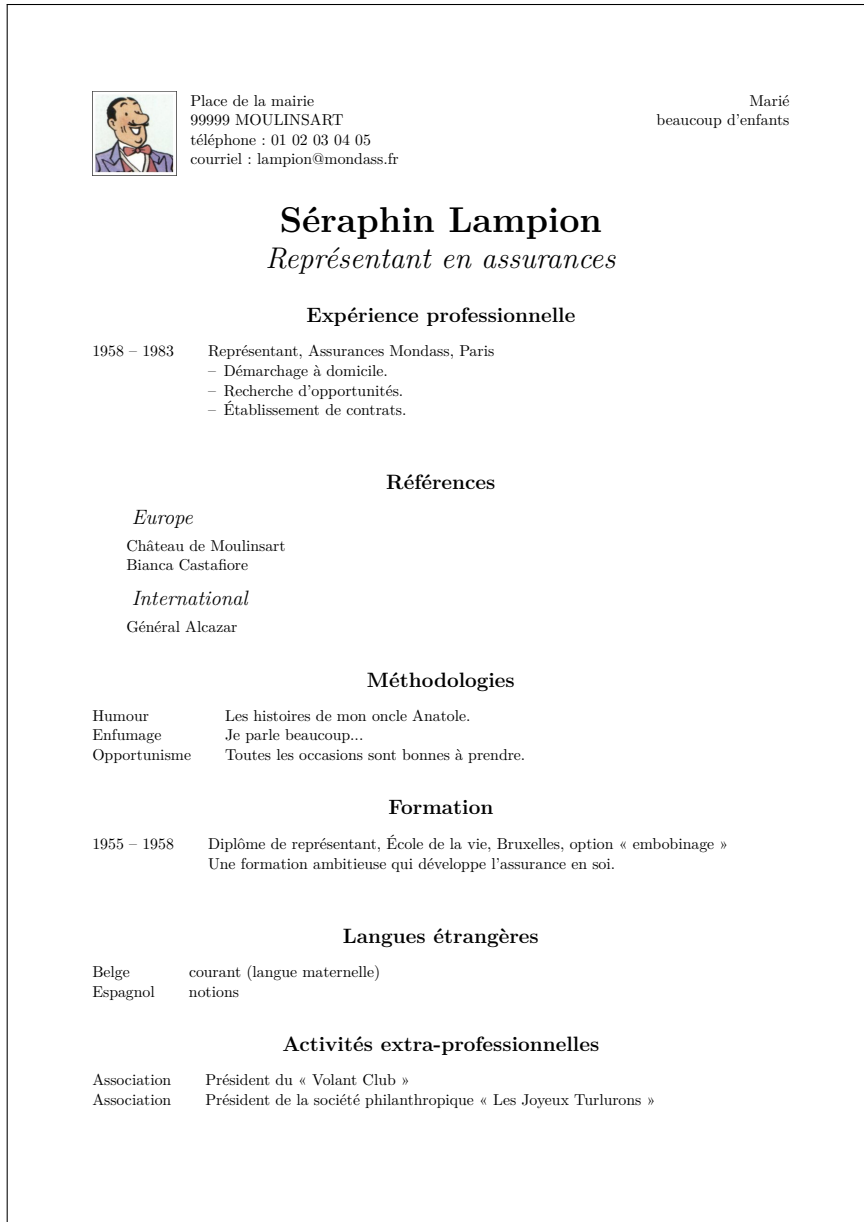 Place de la mairie
99999 MOULINSART
téléphone : 01 02 03 04 05
courriel : lampion@mondass.fr
Marié
beaucoup d'enfants
Séraphin Lampion
Représentant en assurances
Expérience professionnelle
1958 – 1983 Représentant, Assurances Mondass, Paris
– Démarchage à domicile.
– Recherche d'opportunités.
– Établissement de contrats.
Références
Europe
Château de Moulinsart
Bianca Castafiore
International
Général Alcazar
Méthodologies
Humour Les histoires de mon oncle Anatole.
Enfumage Je parle beaucoup...
Opportunisme Toutes les occasions sont bonnes à prendre.
Formation
1955 – 1958 Diplôme de représentant, École de la vie, Bruxelles, option « embobinage »
Une formation ambitieuse qui développe l'assurance en soi.
Langues étrangères
Belge courant (langue maternelle)
Espagnol notions
Activités extra-professionnelles
Association Président du « Volant Club »
Association Président de la société philanthropique « Les Joyeux Turlurons »